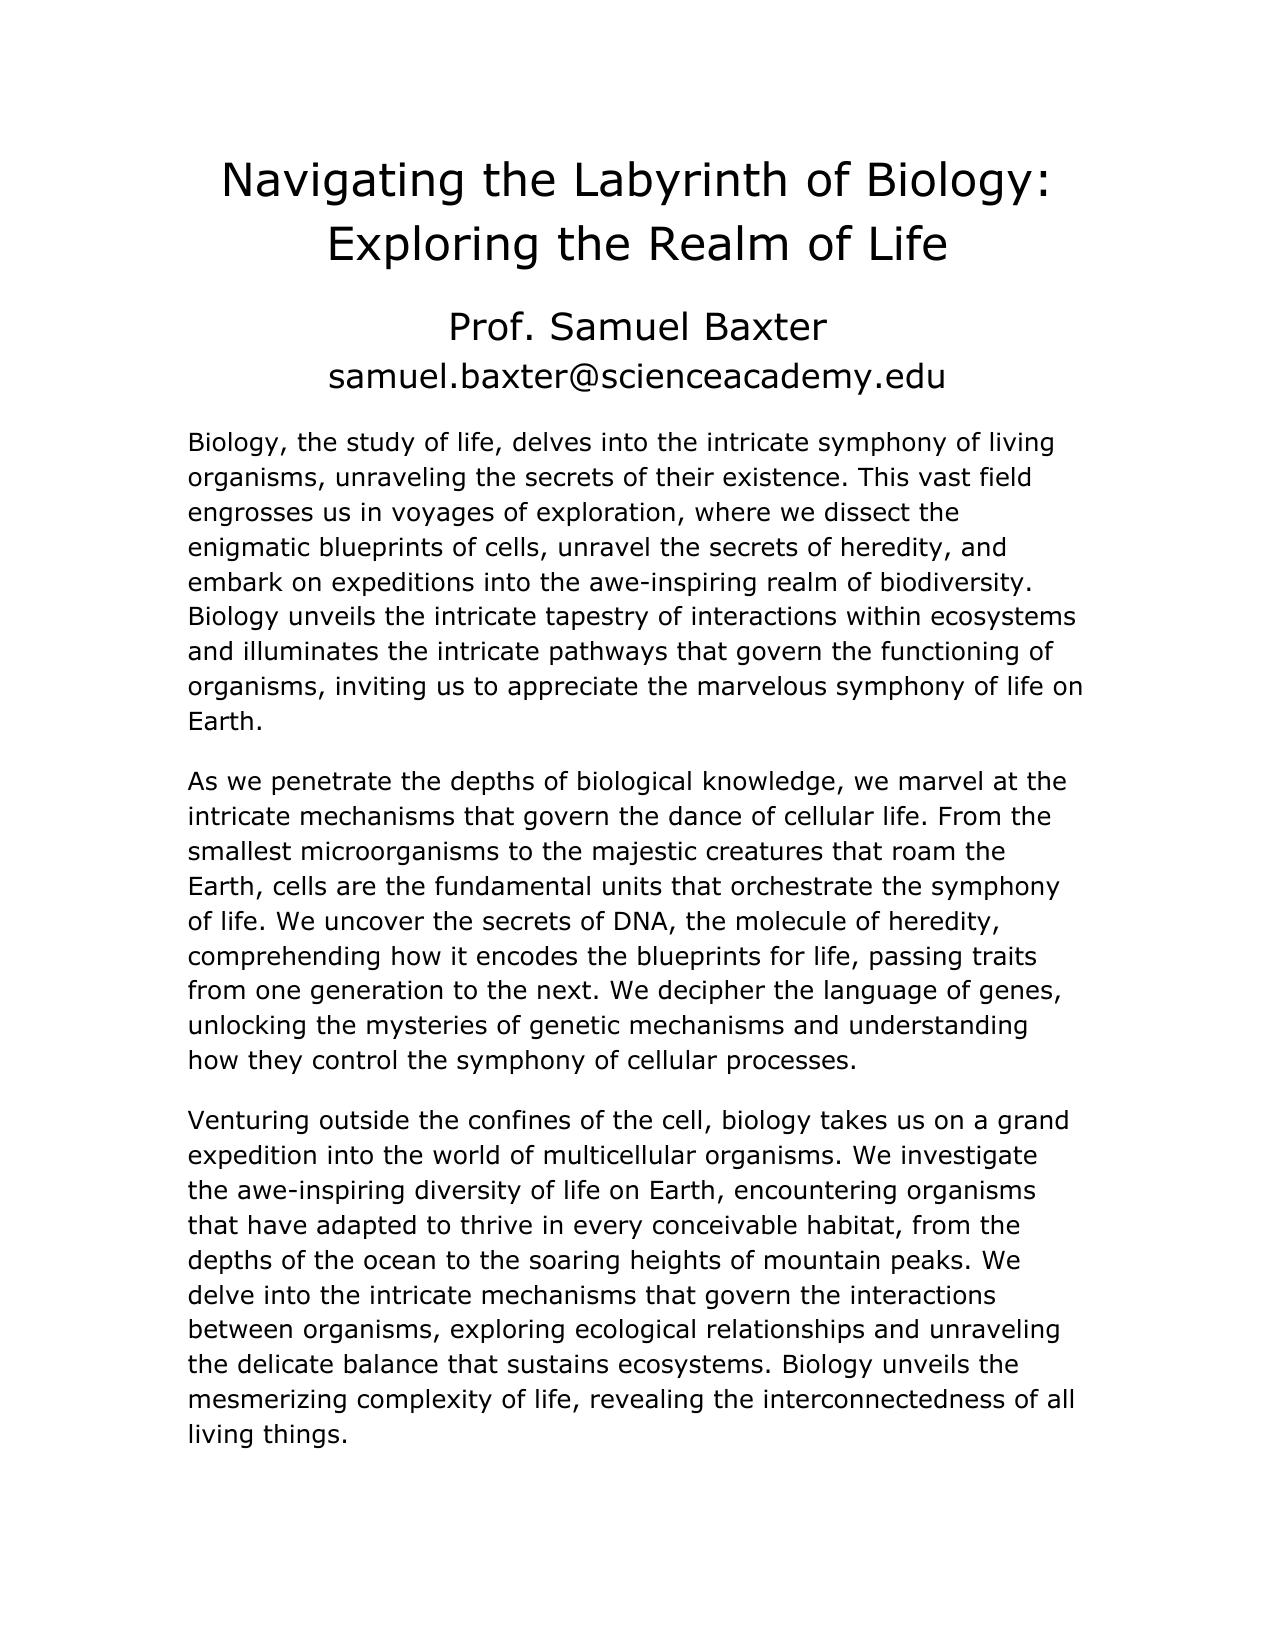 Navigating the Labyrinth of Biology:
Exploring the Realm of Life
Prof. Samuel Baxter
samuel.baxter@scienceacademy.edu
Biology, the study of life, delves into the intricate symphony of living
organisms, unraveling the secrets of their existence. This vast field
engrosses us in voyages of exploration, where we dissect the
enigmatic blueprints of cells, unravel the secrets of heredity, and
embark on expeditions into the awe-inspiring realm of biodiversity.
Biology unveils the intricate tapestry of interactions within ecosystems
and illuminates the intricate pathways that govern the functioning of
organisms, inviting us to appreciate the marvelous symphony of life on
Earth.
As we penetrate the depths of biological knowledge, we marvel at the
intricate mechanisms that govern the dance of cellular life. From the
smallest microorganisms to the majestic creatures that roam the
Earth, cells are the fundamental units that orchestrate the symphony
of life. We uncover the secrets of DNA, the molecule of heredity,
comprehending how it encodes the blueprints for life, passing traits
from one generation to the next. We decipher the language of genes,
unlocking the mysteries of genetic mechanisms and understanding
how they control the symphony of cellular processes.
Venturing outside the confines of the cell, biology takes us on a grand
expedition into the world of multicellular organisms. We investigate
the awe-inspiring diversity of life on Earth, encountering organisms
that have adapted to thrive in every conceivable habitat, from the
depths of the ocean to the soaring heights of mountain peaks. We
delve into the intricate mechanisms that govern the interactions
between organisms, exploring ecological relationships and unraveling
the delicate balance that sustains ecosystems. Biology unveils the
mesmerizing complexity of life, revealing the interconnectedness of all
living things.